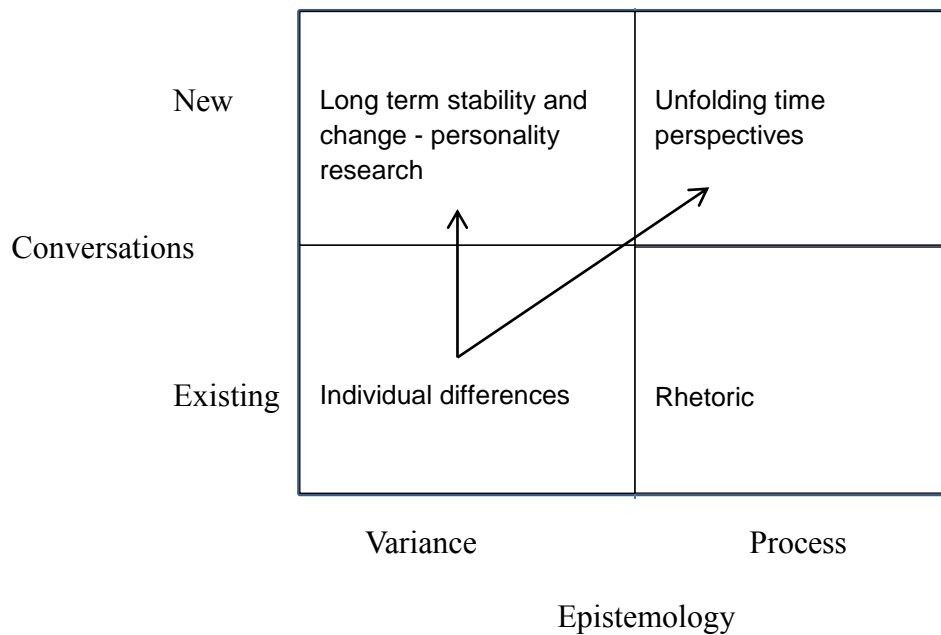 New
Long term stability and
change - personality
research
Unfolding time
perspectives
Conversations
Existing
Individual differences
Rhetoric
Variance
Process
Epistemology